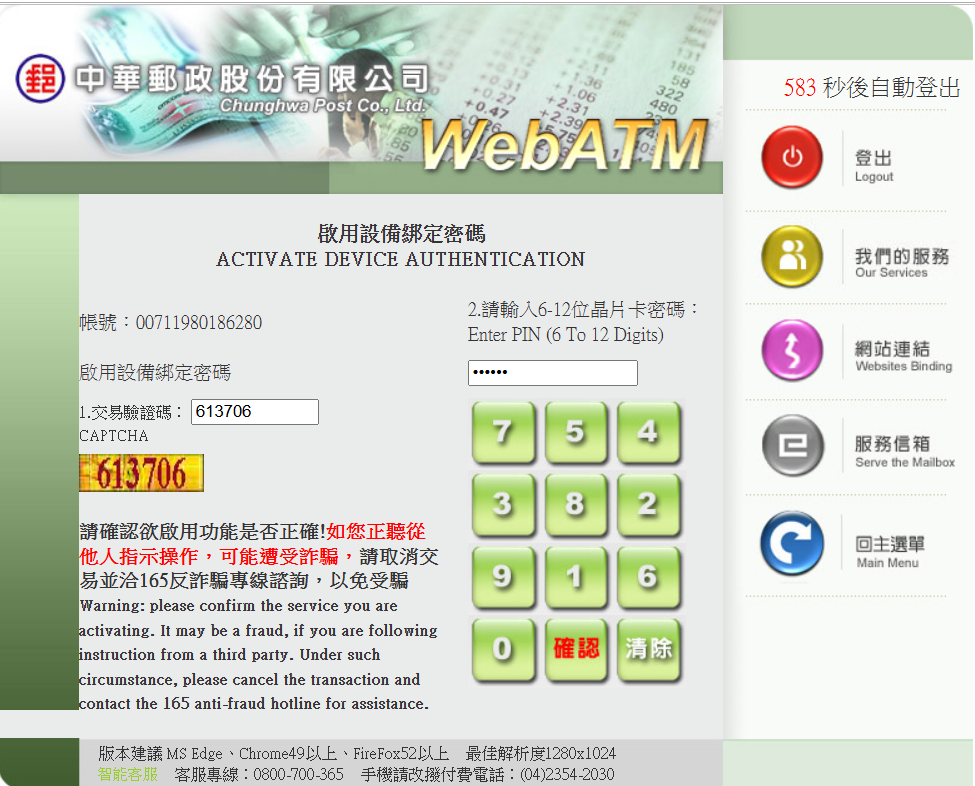 中華郵政股份有限公司
Chunghwa Post Co., Ltd.
WebATM
583 秒後自動登出
登出
Logout
我們的服務
Our Services
網站連結
Websites Binding
服務信箱
Serve the Mailbox
回主選單
Main Menu
啟用設備綁定密碼
ACTIVATE DEVICE AUTHENTICATION
帳號：00711980186280
啟用設備綁定密碼
1.交易驗證碼： 613706
CAPTCHA
613706
請確認欲啟用功能是否正確!如您正聽從
他人指示操作，可能遭受詐騙，請取消交
易並洽165反詐騙專線諮詢，以免受騙
Warning: please confirm the service you are
activating. It may be a fraud, if you are following
instruction from a third party. Under such
circumstance, please cancel the transaction and
contact the 165 anti-fraud hotline for assistance.
2.請輸入6-12位晶片卡密碼：
Enter PIN (6 To 12 Digits)
••••••
7 5 4
3 8 2
9 1 6
0 確認 清除
版本建議 MS Edge、Chrome49以上、FireFox52以上 最佳解析度1280x1024
智能客服 客服專線：0800-700-365 手機請改撥付費電話：(04)2354-2030